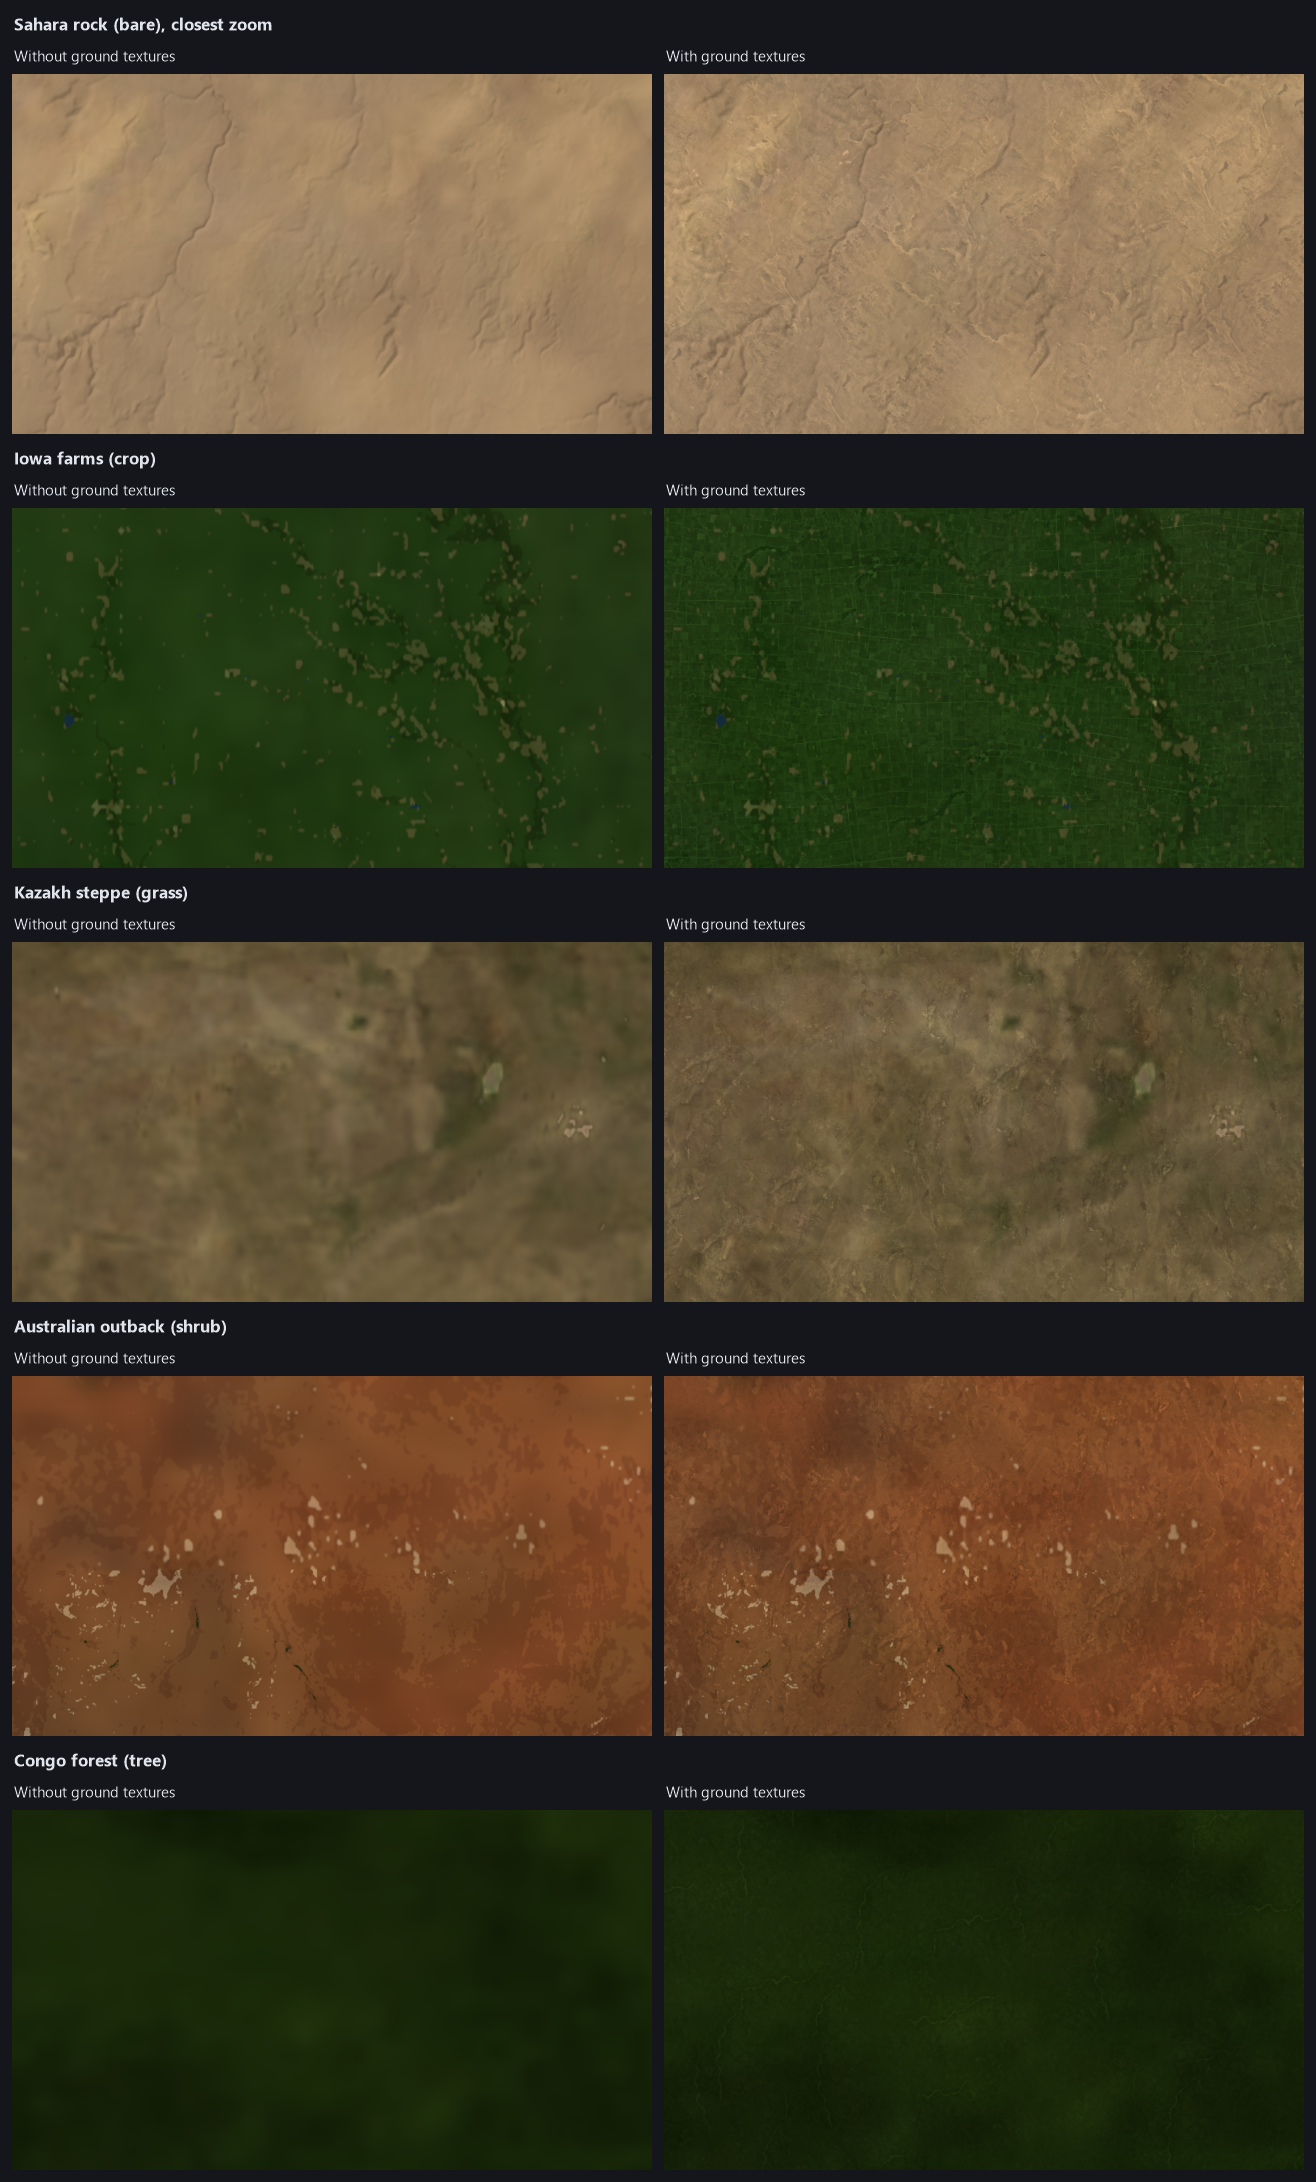 Sahara rock (bare), closest zoom
Without ground textures
With ground textures
Iowa farms (crop)
Without ground textures
With ground textures
Kazakh steppe (grass)
Without ground textures
With ground textures
Australian outback (shrub)
Without ground textures
With ground textures
Congo forest (tree)
Without ground textures
With ground textures